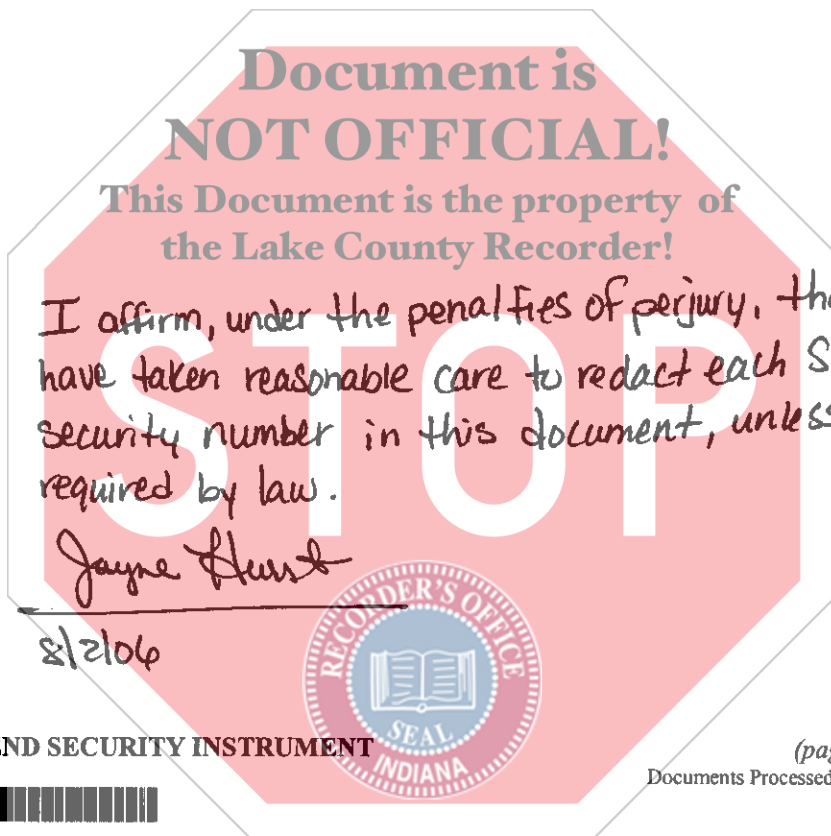 Document is
NOT OFFICIAL!
This Document is the property of
the Lake County Recorder!
STOP
I affirm, under the penalties of perjury, tha
have taken reasonable care to redact each S
security number in this document, unless
required by law.
Jayne Hurst
8/2/06
RECORDER'S OFFICE
SEAL
INDIANA
ND SECURITY INSTRUMENT
(pag
Documents Processed